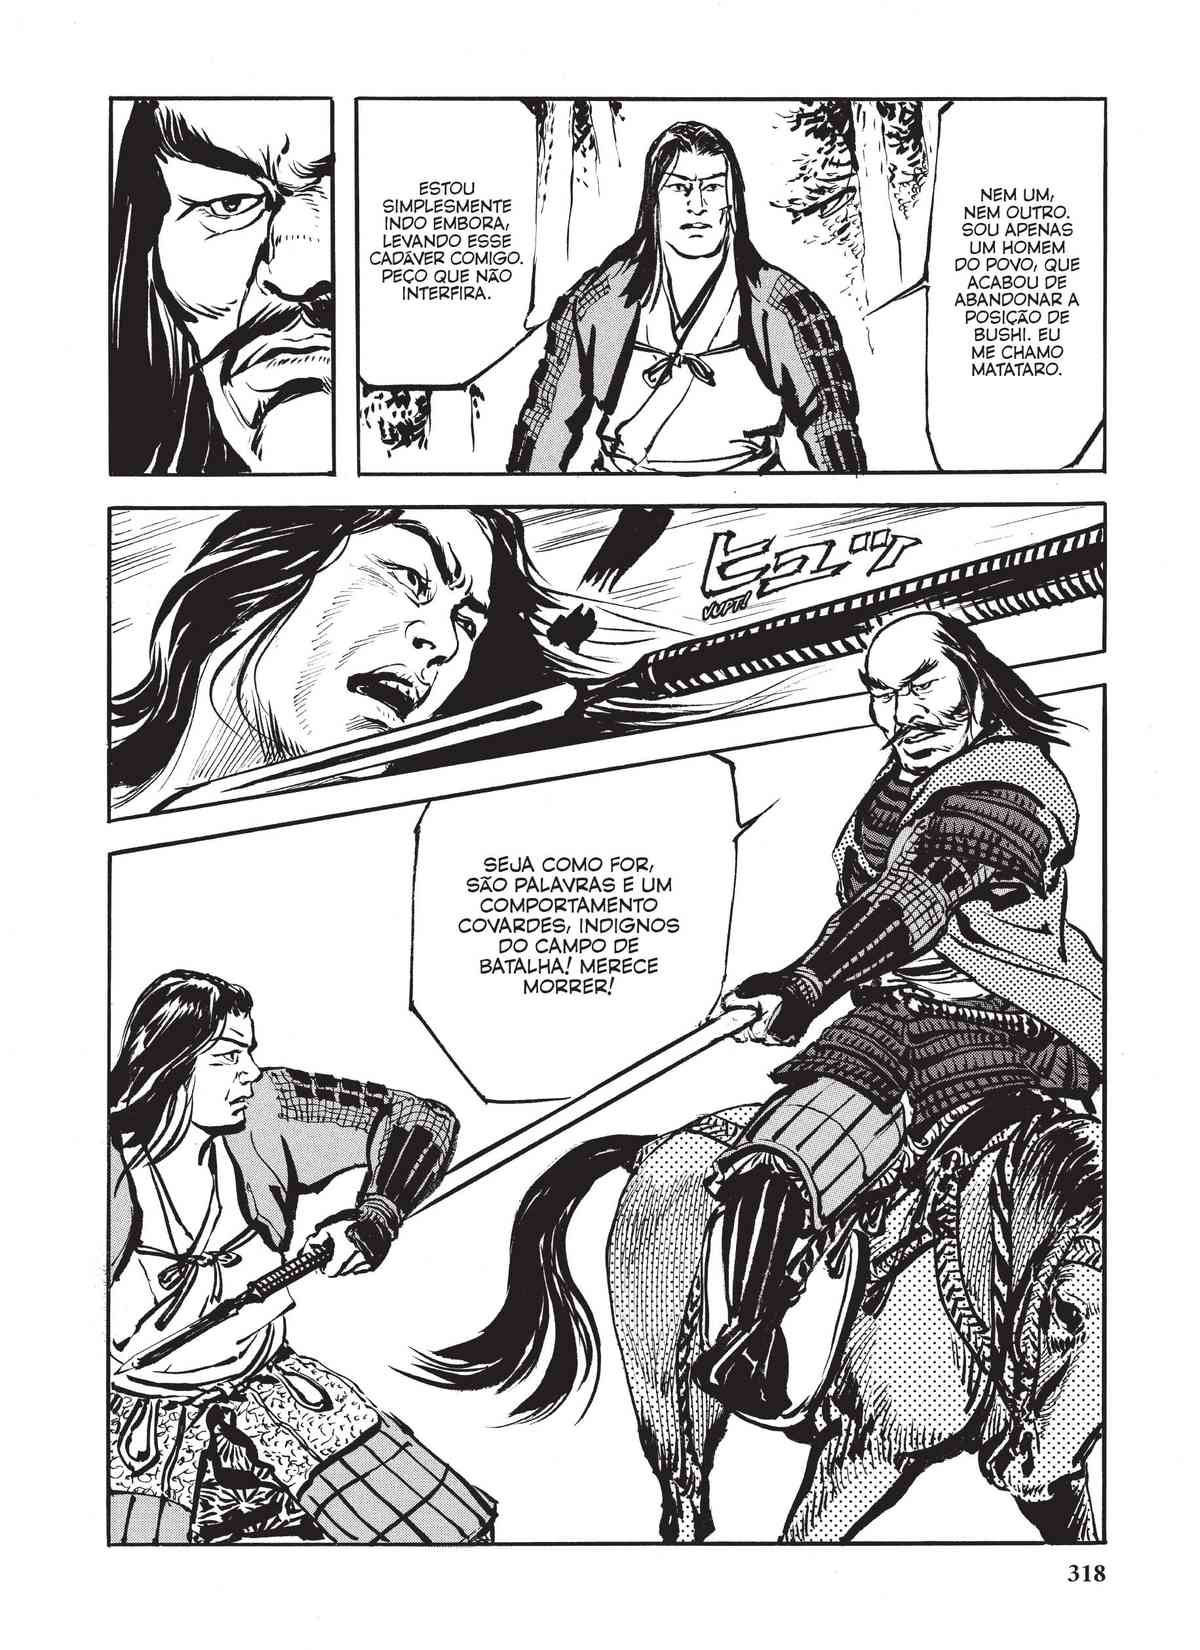 NEM UM,
NEM OUTRO.
SOU APENAS
UM HOMEM
DO POVO, QUE
ACABOU DE
ABANDONAR A
POSIÇÃO DE
BUSHI. EU
ME CHAMO
MATATARO.
ESTOU
SIMPLESMENTE
INDO EMBORA,
LEVANDO ESSE
CADÁVER COMIGO.
PEÇO QUE NÃO
INTERFIRA.
ヒュッ
VUPT!
SEJA COMO FOR,
SÃO PALAVRAS E UM
COMPORTAMENTO
COVARDES, INDIGNOS
DO CAMPO DE
BATALHA! MERECE
MORRER!
318